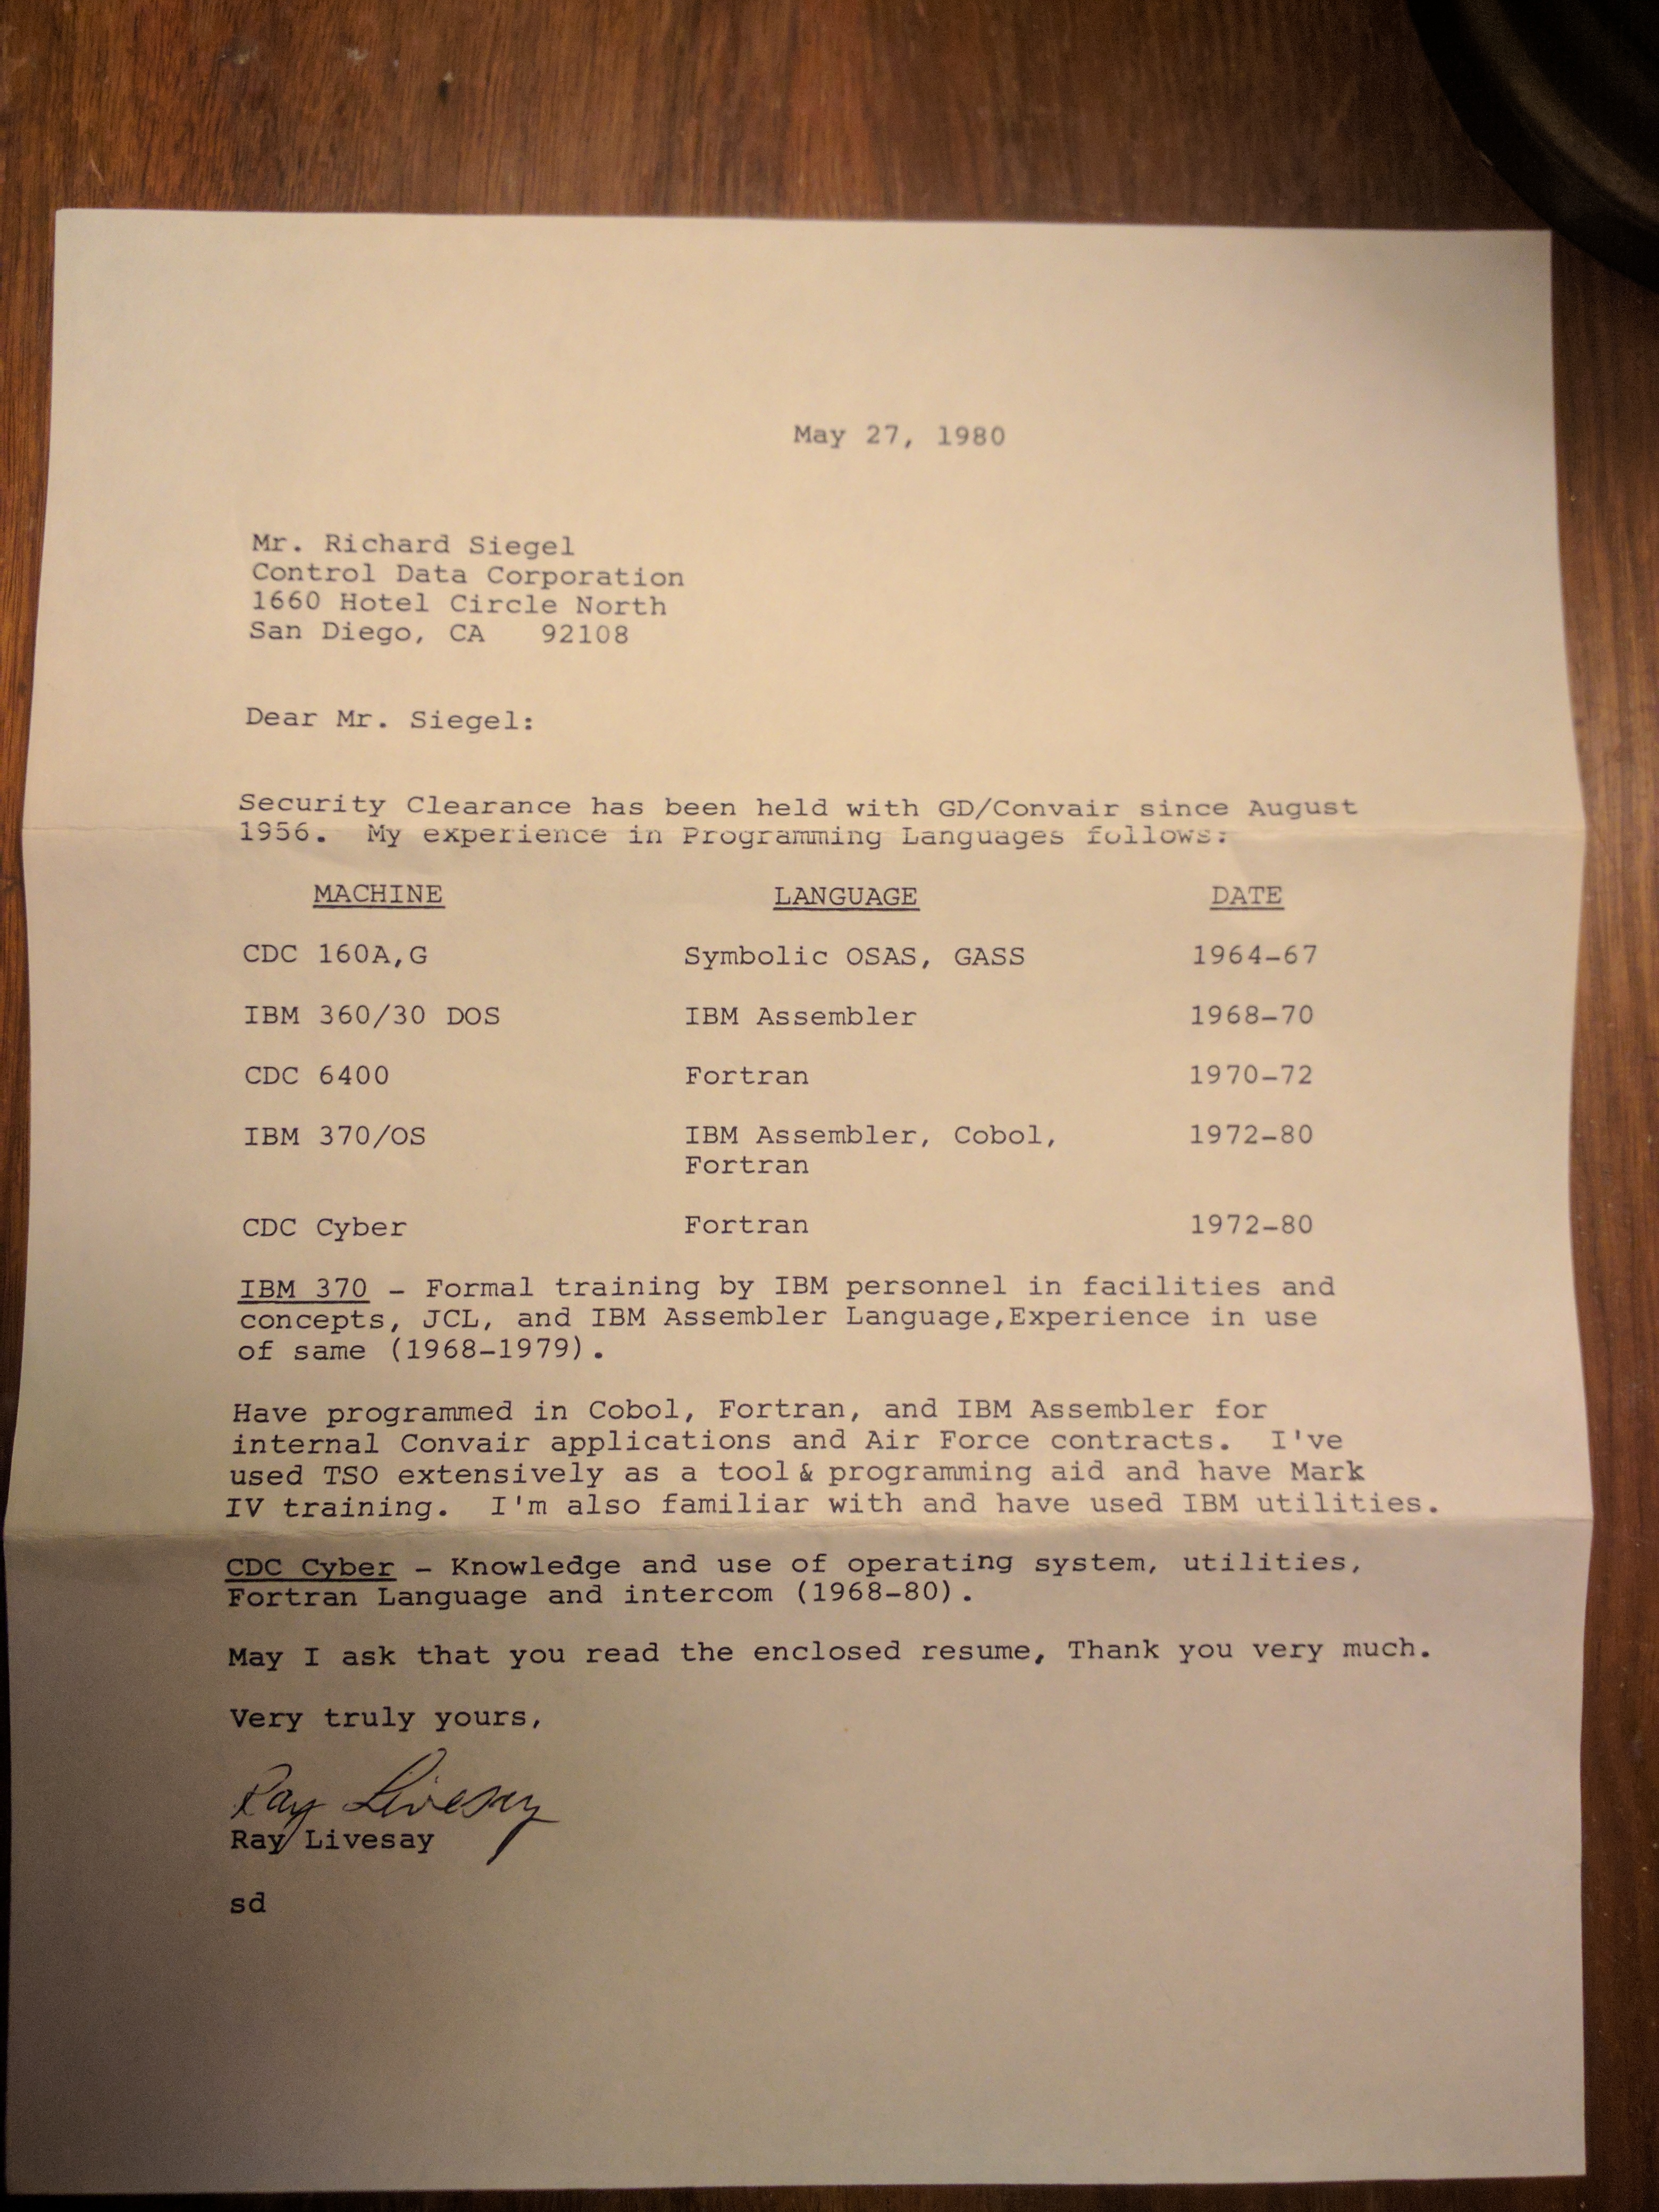 May 27, 1980
Mr. Richard Siegel
Control Data Corporation
1660 Hotel Circle North
San Diego, CA   92108
Dear Mr. Siegel:
Security Clearance has been held with GD/Convair since August
1956.  My experience in Programming Languages follows:
MACHINE LANGUAGE DATE
CDC 160A,G Symbolic OSAS, GASS 1964-67
IBM 360/30 DOS IBM Assembler 1968-70
CDC 6400 Fortran 1970-72
IBM 370/OS IBM Assembler, Cobol, 1972-80
Fortran
CDC Cyber Fortran 1972-80
IBM 370 - Formal training by IBM personnel in facilities and
concepts, JCL, and IBM Assembler Language,Experience in use
of same (1968-1979).
Have programmed in Cobol, Fortran, and IBM Assembler for
internal Convair applications and Air Force contracts.  I've
used TSO extensively as a tool & programming aid and have Mark
IV training.  I'm also familiar with and have used IBM utilities.
CDC Cyber - Knowledge and use of operating system, utilities,
Fortran Language and intercom (1968-80).
May I ask that you read the enclosed resume, Thank you very much.
Very truly yours,
Ray Livesay
Ray Livesay
sd